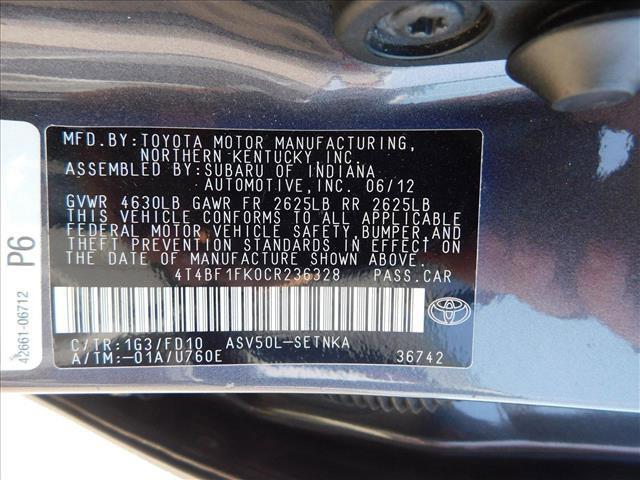 MFD.BY:TOYOTA MOTOR MANUFACTURING,
NORTHERN KENTUCKY,INC.
ASSEMBLED BY:SUBARU OF INDIANA
AUTOMOTIVE,INC. 06/12
GVWR 4630LB GAWR FR 2625LB RR 2625LB
THIS VEHICLE CONFORMS TO ALL APPLICABLE
FEDERAL MOTOR VEHICLE SAFETY,BUMPER,AND
THEFT PREVENTION STANDARDS IN EFFECT ON
THE DATE OF MANUFACTURE SHOWN ABOVE.
4T4BF1FK0CR236328 PASS.CAR
C/TR:1G3/FD10 ASV50L-SETNKA
A/TM:-01A/U760E 36742
P6
42661-06712